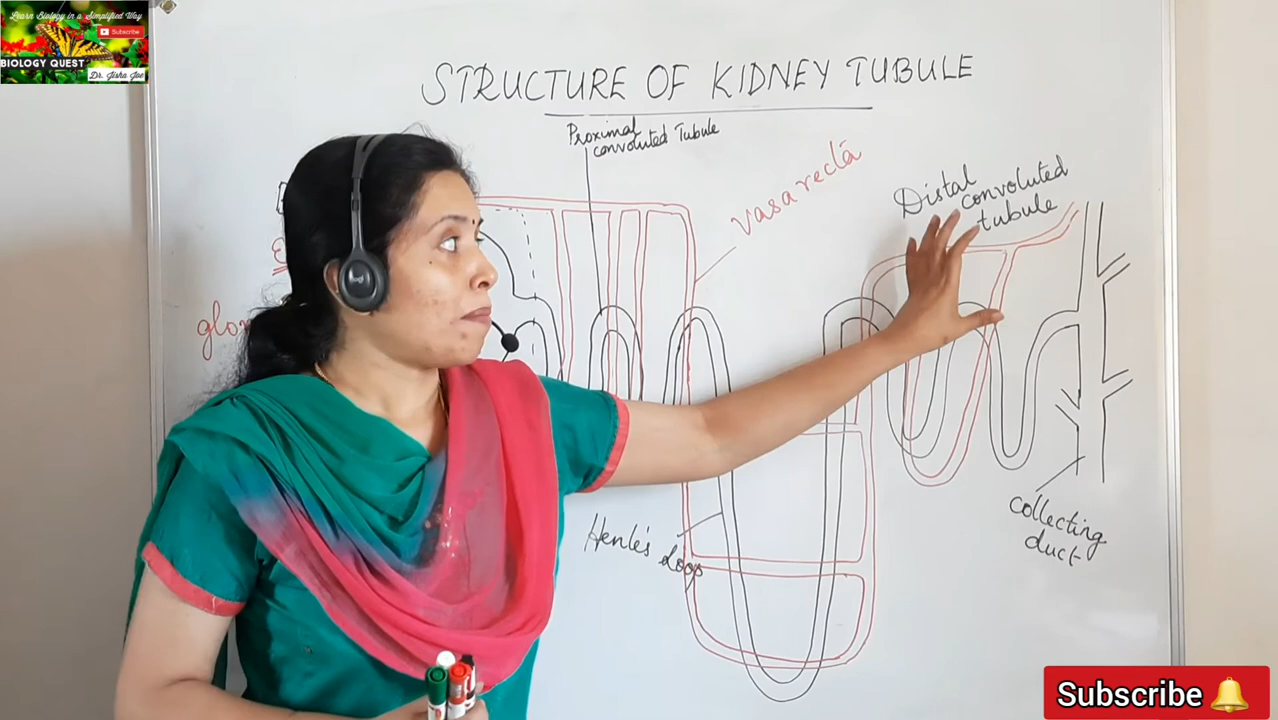 Learn Biology in a Simplified Way
Subscribe
BIOLOGY QUEST
Dr. Jisha Joe
STRUCTURE OF KIDNEY TUBULE
Proximal
convoluted Tubule
vasa recta
Distal
convoluted
tubule
Henle's
Loop
collecting
duct
Subscribe